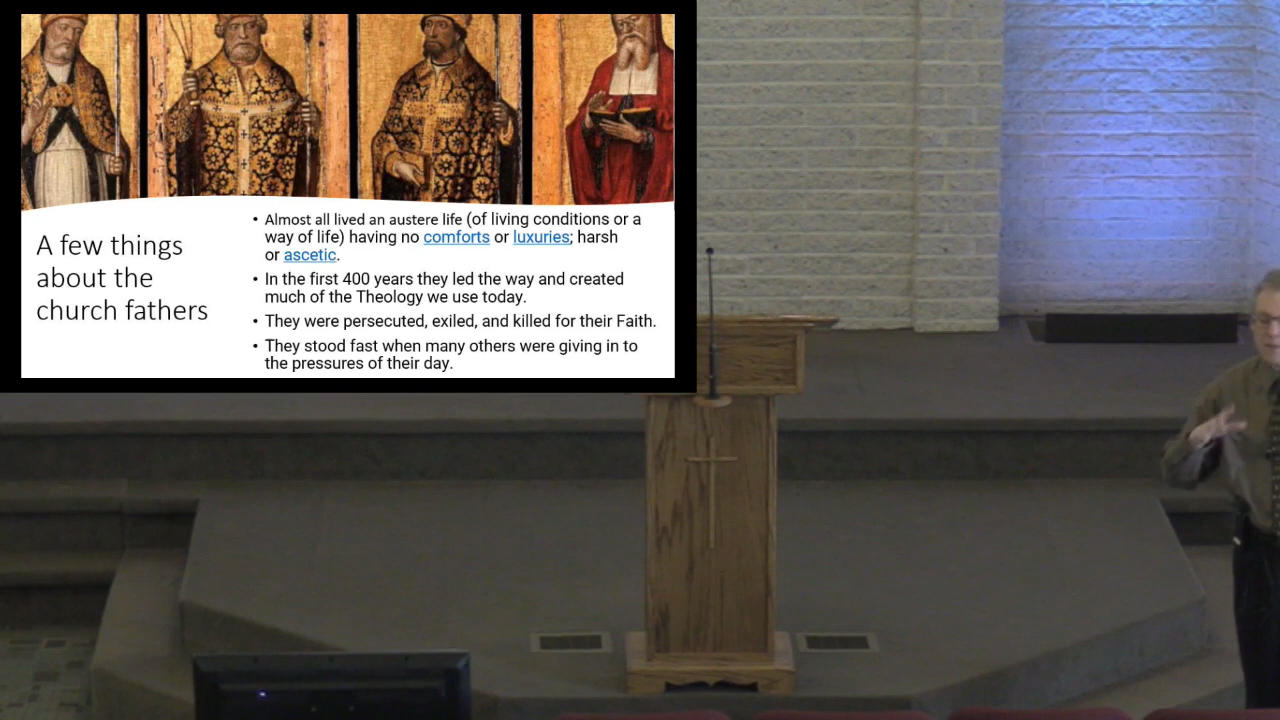 A few things
about the
church fathers
• Almost all lived an austere life (of living conditions or a
way of life) having no comforts or luxuries; harsh
or ascetic.
• In the first 400 years they led the way and created
much of the Theology we use today.
• They were persecuted, exiled, and killed for their Faith.
• They stood fast when many others were giving in to
the pressures of their day.